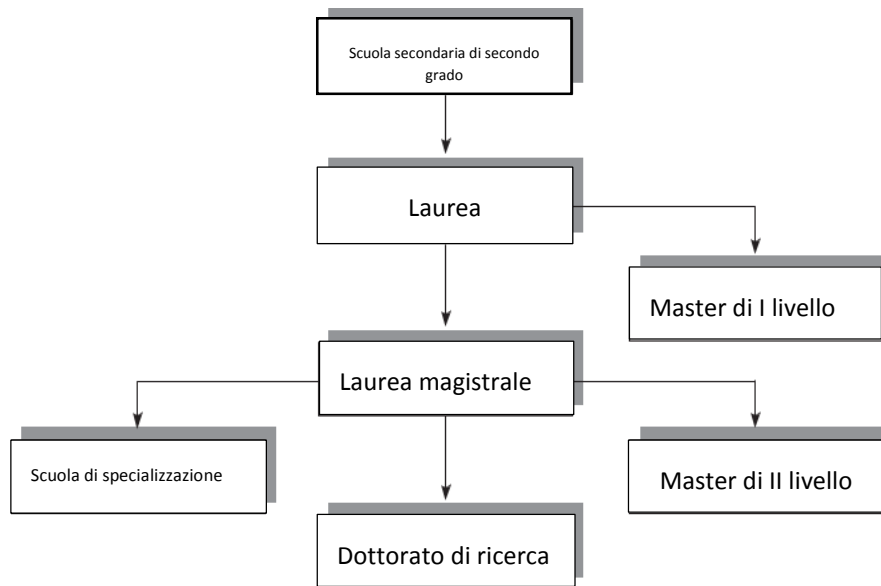 Scuola secondaria di secondo
grado
Laurea
Master di I livello
Laurea magistrale
Scuola di specializzazione
Master di II livello
Dottorato di ricerca